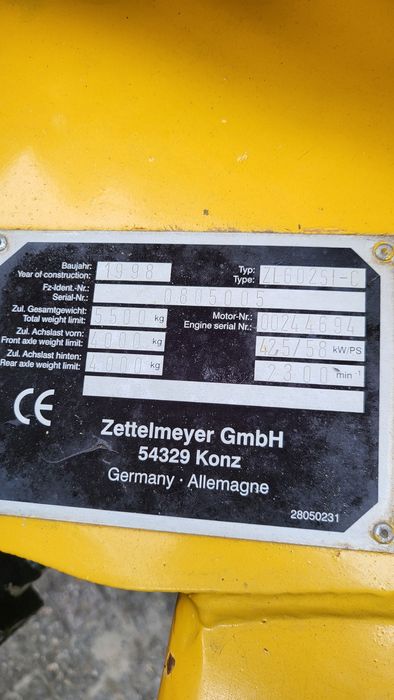 Baujahr: 1998 Typ: ZL602SI-C
Year of construction: Type:
Fz-Ident.-Nr.:
Serial-Nr.: 0805005
Zul. Gesamtgewicht: 5500 kg Motor-Nr.: 00244694
Total weight limit: Engine serial Nr.:
Zul. Achslast vorn: 4000 kg 42,5/58 kW/PS
Front axle weight limit:
Zul. Achslast hinten: 4000 kg 2300 min⁻¹
Rear axle weight limit:
CE
Zettelmeyer GmbH
54329 Konz
Germany · Allemagne
28050231